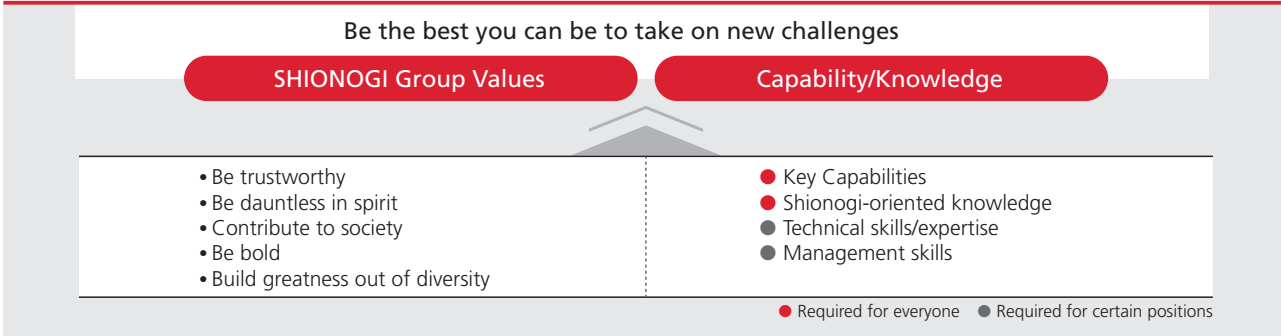 Be the best you can be to take on new challenges
SHIONOGI Group Values
Capability/Knowledge
• Be trustworthy
• Be dauntless in spirit
• Contribute to society
• Be bold
• Build greatness out of diversity
● Key Capabilities
● Shionogi-oriented knowledge
● Technical skills/expertise
● Management skills
● Required for everyone ● Required for certain positions